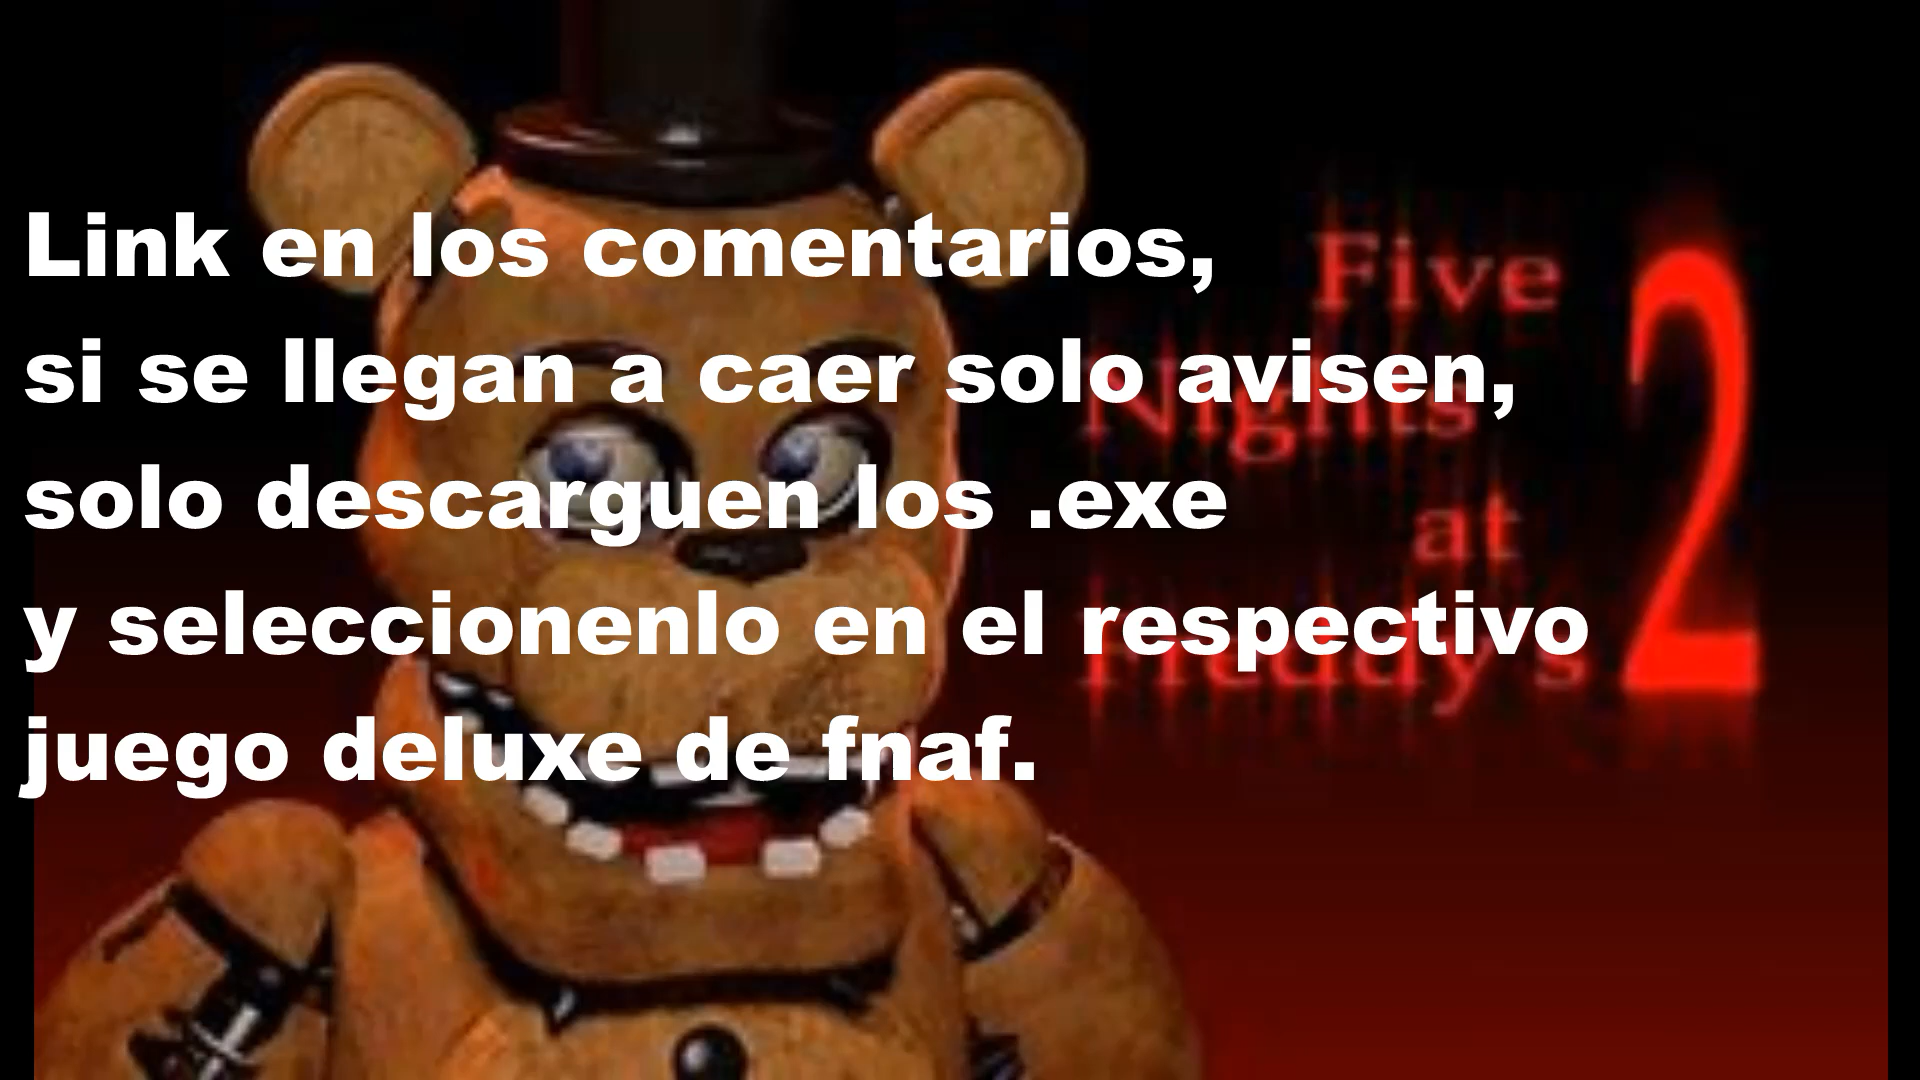 Link en los comentarios,
si se llegan a caer solo avisen,
solo descarguen los .exe
y seleccionenlo en el respectivo
juego deluxe de fnaf.
Five
Nights
at
Freddy's
2